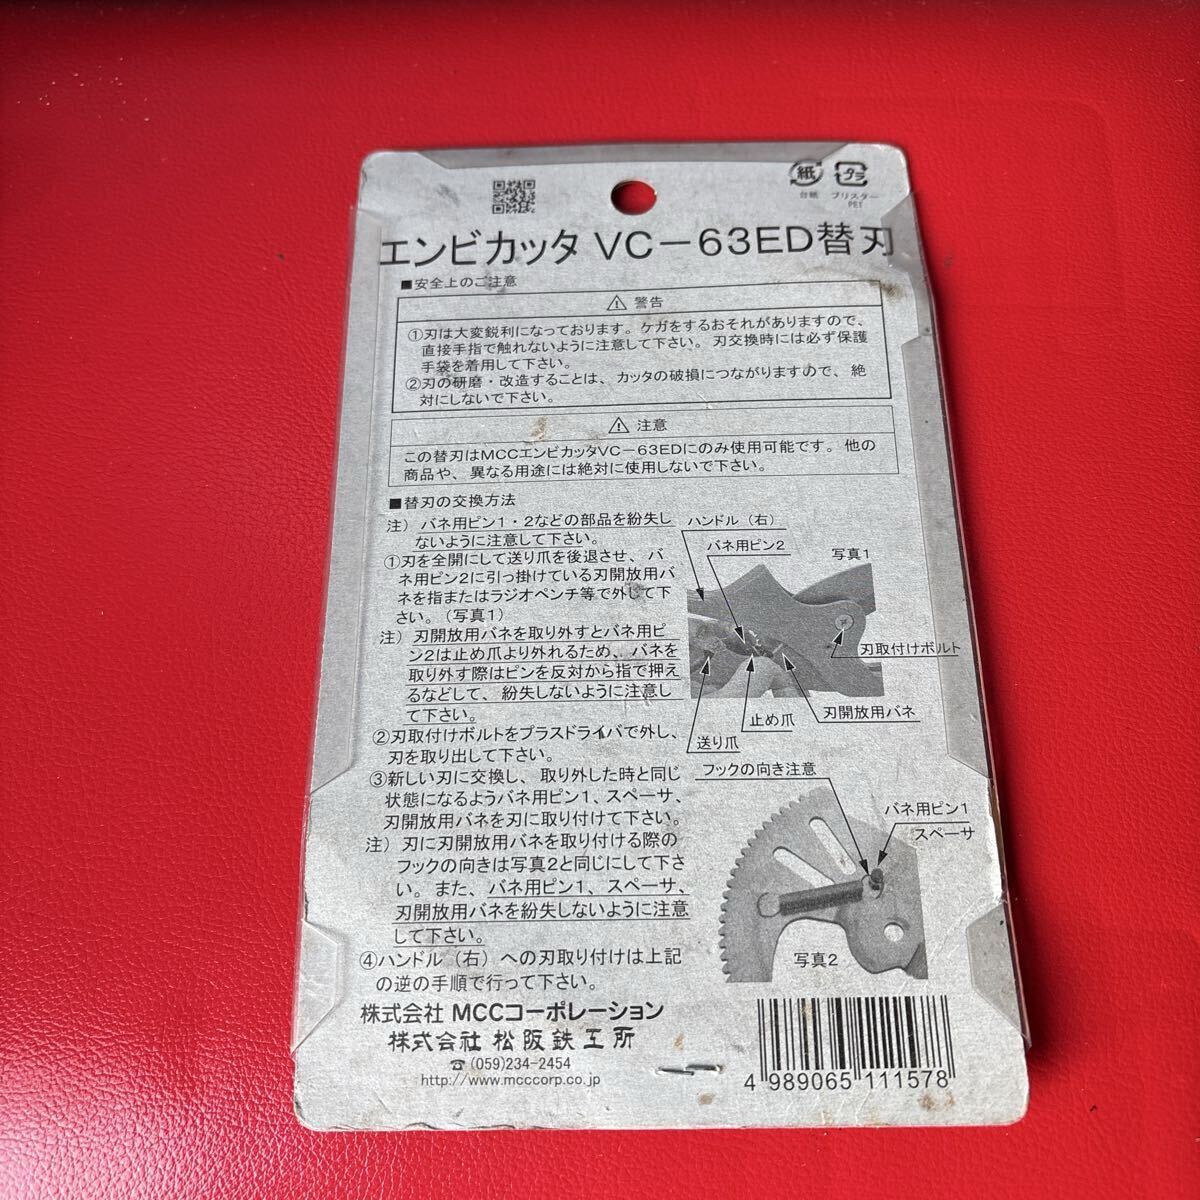 紙
プラ
台紙
ブリスター
PET
エンビカッタ VC-63ED替刃
■安全上のご注意
⚠ 警告
①刃は大変鋭利になっております。ケガをするおそれがありますので、
直接手指で触れないように注意して下さい。刃交換時には必ず保護
手袋を着用して下さい。
②刃の研磨・改造することは、カッタの破損につながりますので、絶
対にしないで下さい。
⚠ 注意
この替刃はMCCエンビカッタVC-63EDにのみ使用可能です。他の
商品や、異なる用途には絶対に使用しないで下さい。
■替刃の交換方法
注) バネ用ピン1・2などの部品を紛失し
ないように注意して下さい。
①刃を全開にして送り爪を後退させ、バ
ネ用ピン2に引っ掛けている刃開放用バ
ネを指またはラジオペンチ等で外して下
さい。(写真1)
注) 刃開放用バネを取り外すとバネ用ピ
ン2は止め爪より外れるため、バネを
取り外す際はピンを反対から指で押え
るなどして、紛失しないように注意し
て下さい。
②刃取付けボルトをプラスドライバで外し、
刃を取り出して下さい。
③新しい刃に交換し、取り外した時と同じ
状態になるようバネ用ピン1、スペーサ、
刃開放用バネを刃に取り付けて下さい。
注) 刃に刃開放用バネを取り付ける際の
フックの向きは写真2と同じにして下さ
い。また、バネ用ピン1、スペーサ、
刃開放用バネを紛失しないように注意
して下さい。
④ハンドル(右)への刃取り付けは上記
の逆の手順で行って下さい。
ハンドル(右)
バネ用ピン2
写真1
刃取付けボルト
刃開放用バネ
止め爪
送り爪
フックの向き注意
バネ用ピン1
スペーサ
写真2
株式会社 MCCコーポレーション
株式会社 松阪鉄工所
☎(059)234-2454
http://www.mcccorp.co.jp
4 989065 111578